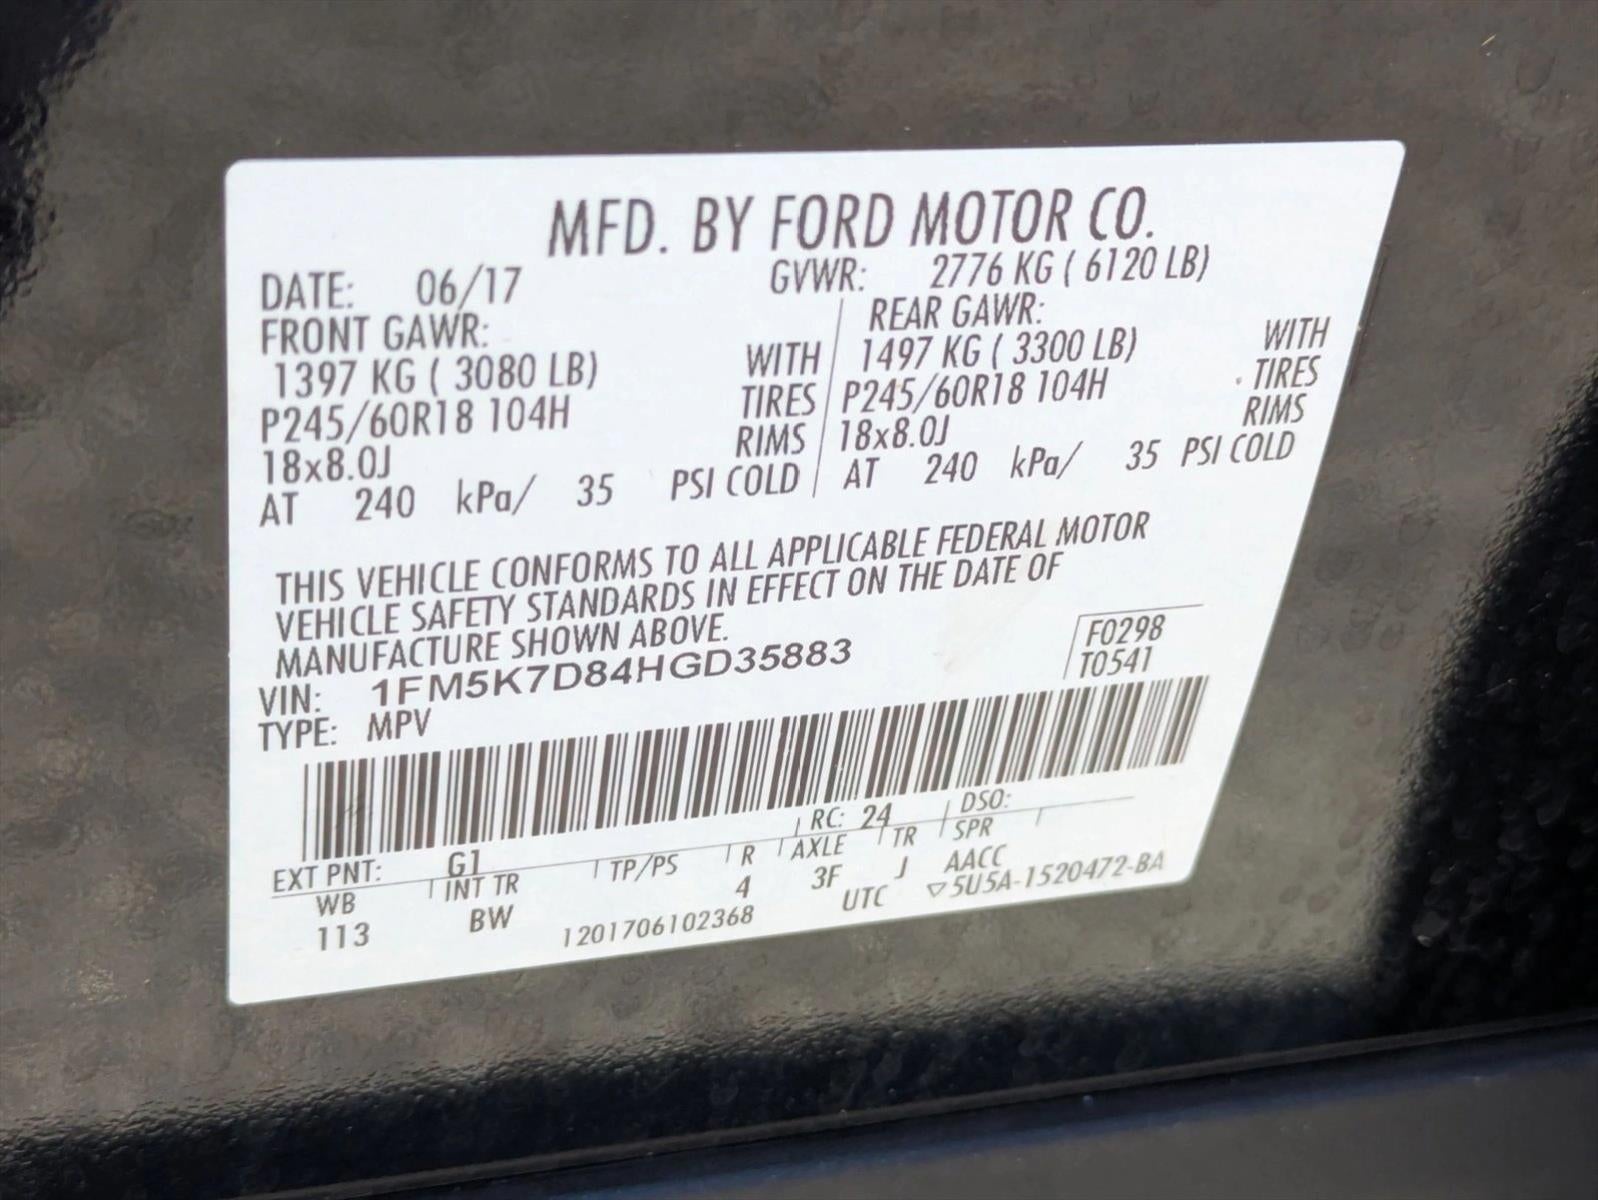 MFD. BY FORD MOTOR CO.
DATE: 06/17 GVWR: 2776 KG ( 6120 LB)
FRONT GAWR: REAR GAWR:
1397 KG ( 3080 LB) WITH 1497 KG ( 3300 LB) WITH
P245/60R18 104H TIRES P245/60R18 104H TIRES
18x8.0J RIMS 18x8.0J RIMS
AT 240 kPa/ 35 PSI COLD AT 240 kPa/ 35 PSI COLD
THIS VEHICLE CONFORMS TO ALL APPLICABLE FEDERAL MOTOR
VEHICLE SAFETY STANDARDS IN EFFECT ON THE DATE OF
MANUFACTURE SHOWN ABOVE.
VIN: 1FM5K7D84HGD35883 F0298
TYPE: MPV T0541
EXT PNT: G1 RC: 24 DSO:
WB INT TR TP/PS R AXLE TR SPR
113 BW 4 3F J AACC
1201706102368 UTC ▽5U5A-1520472-BA